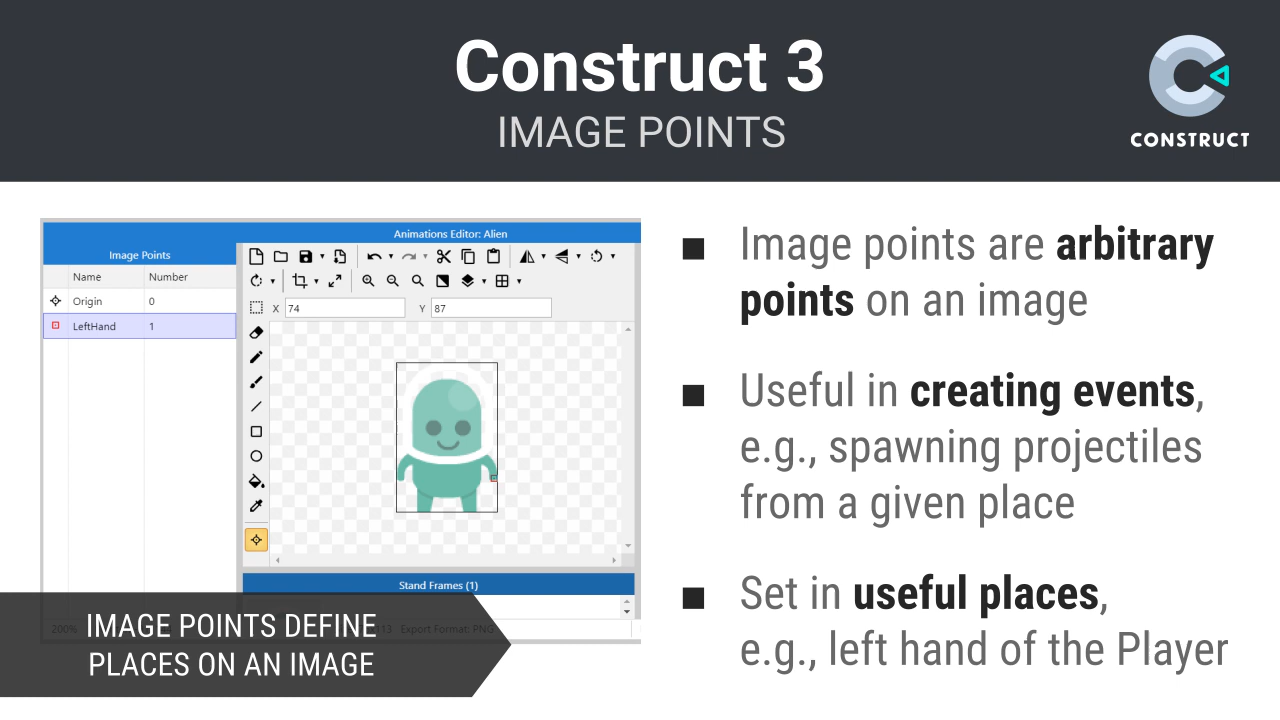 Construct 3
IMAGE POINTS
CONSTRUCT
Animations Editor: Alien
Image Points
Name Number
Origin 0
LeftHand 1
X 74 Y 87
Stand Frames (1)
200%
113 Export Format: PNG
IMAGE POINTS DEFINE
PLACES ON AN IMAGE
■ Image points are arbitrary
points on an image
■ Useful in creating events,
e.g., spawning projectiles
from a given place
■ Set in useful places,
e.g., left hand of the Player